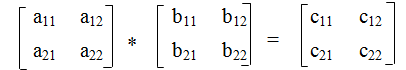 a11 a12 * b11 b12 = c11 c12
a21 a22 b21 b22 c21 c22